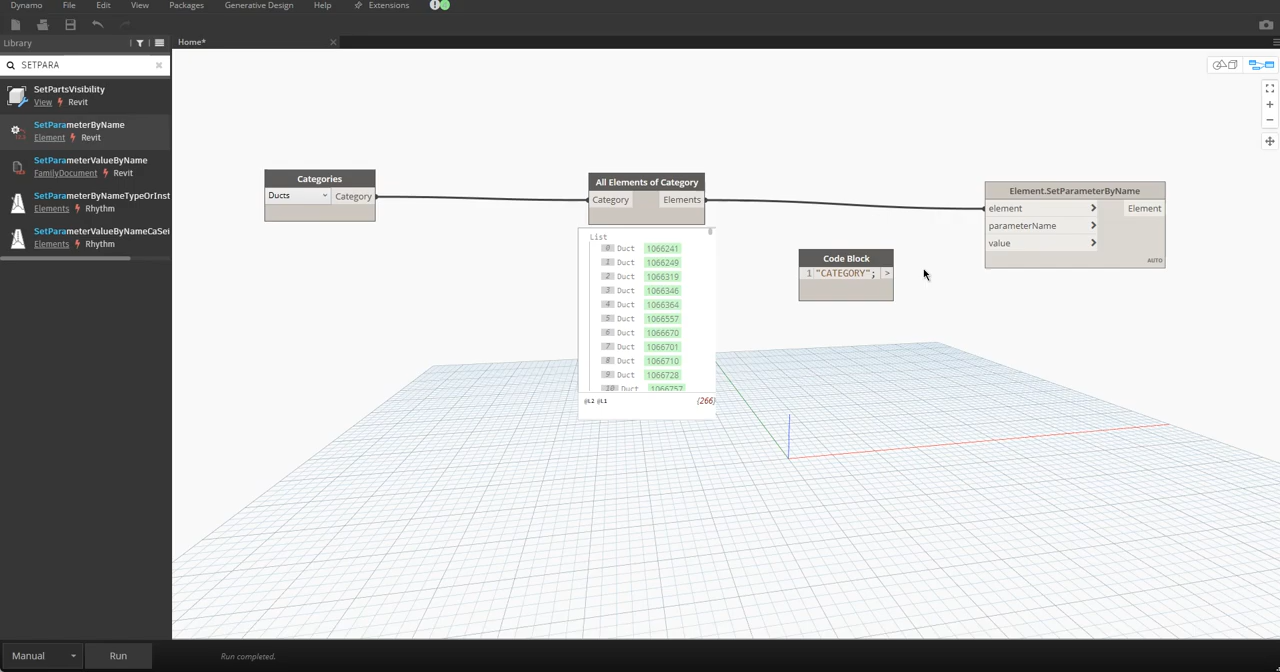 Dynamo File Edit View Packages Generative Design Help Extensions
Library
Home*
SETPARA
SetPartsVisibility
View Revit
SetParameterByName
Element Revit
SetParameterValueByName
FamilyDocument Revit
SetParameterByNameTypeOrInst
Elements Rhythm
SetParameterValueByNameCaSei
Elements Rhythm
Categories
Ducts Category
All Elements of Category
Category Elements
List
0 Duct 1066241
1 Duct 1066249
2 Duct 1066319
3 Duct 1066346
4 Duct 1066364
5 Duct 1066557
6 Duct 1066670
7 Duct 1066701
8 Duct 1066710
9 Duct 1066728
10 Duct 1066757
@L2 @L1 {266}
Code Block
1 "CATEGORY"; >
Element.SetParameterByName
element > Element
parameterName >
value >
AUTO
Manual Run Run completed.